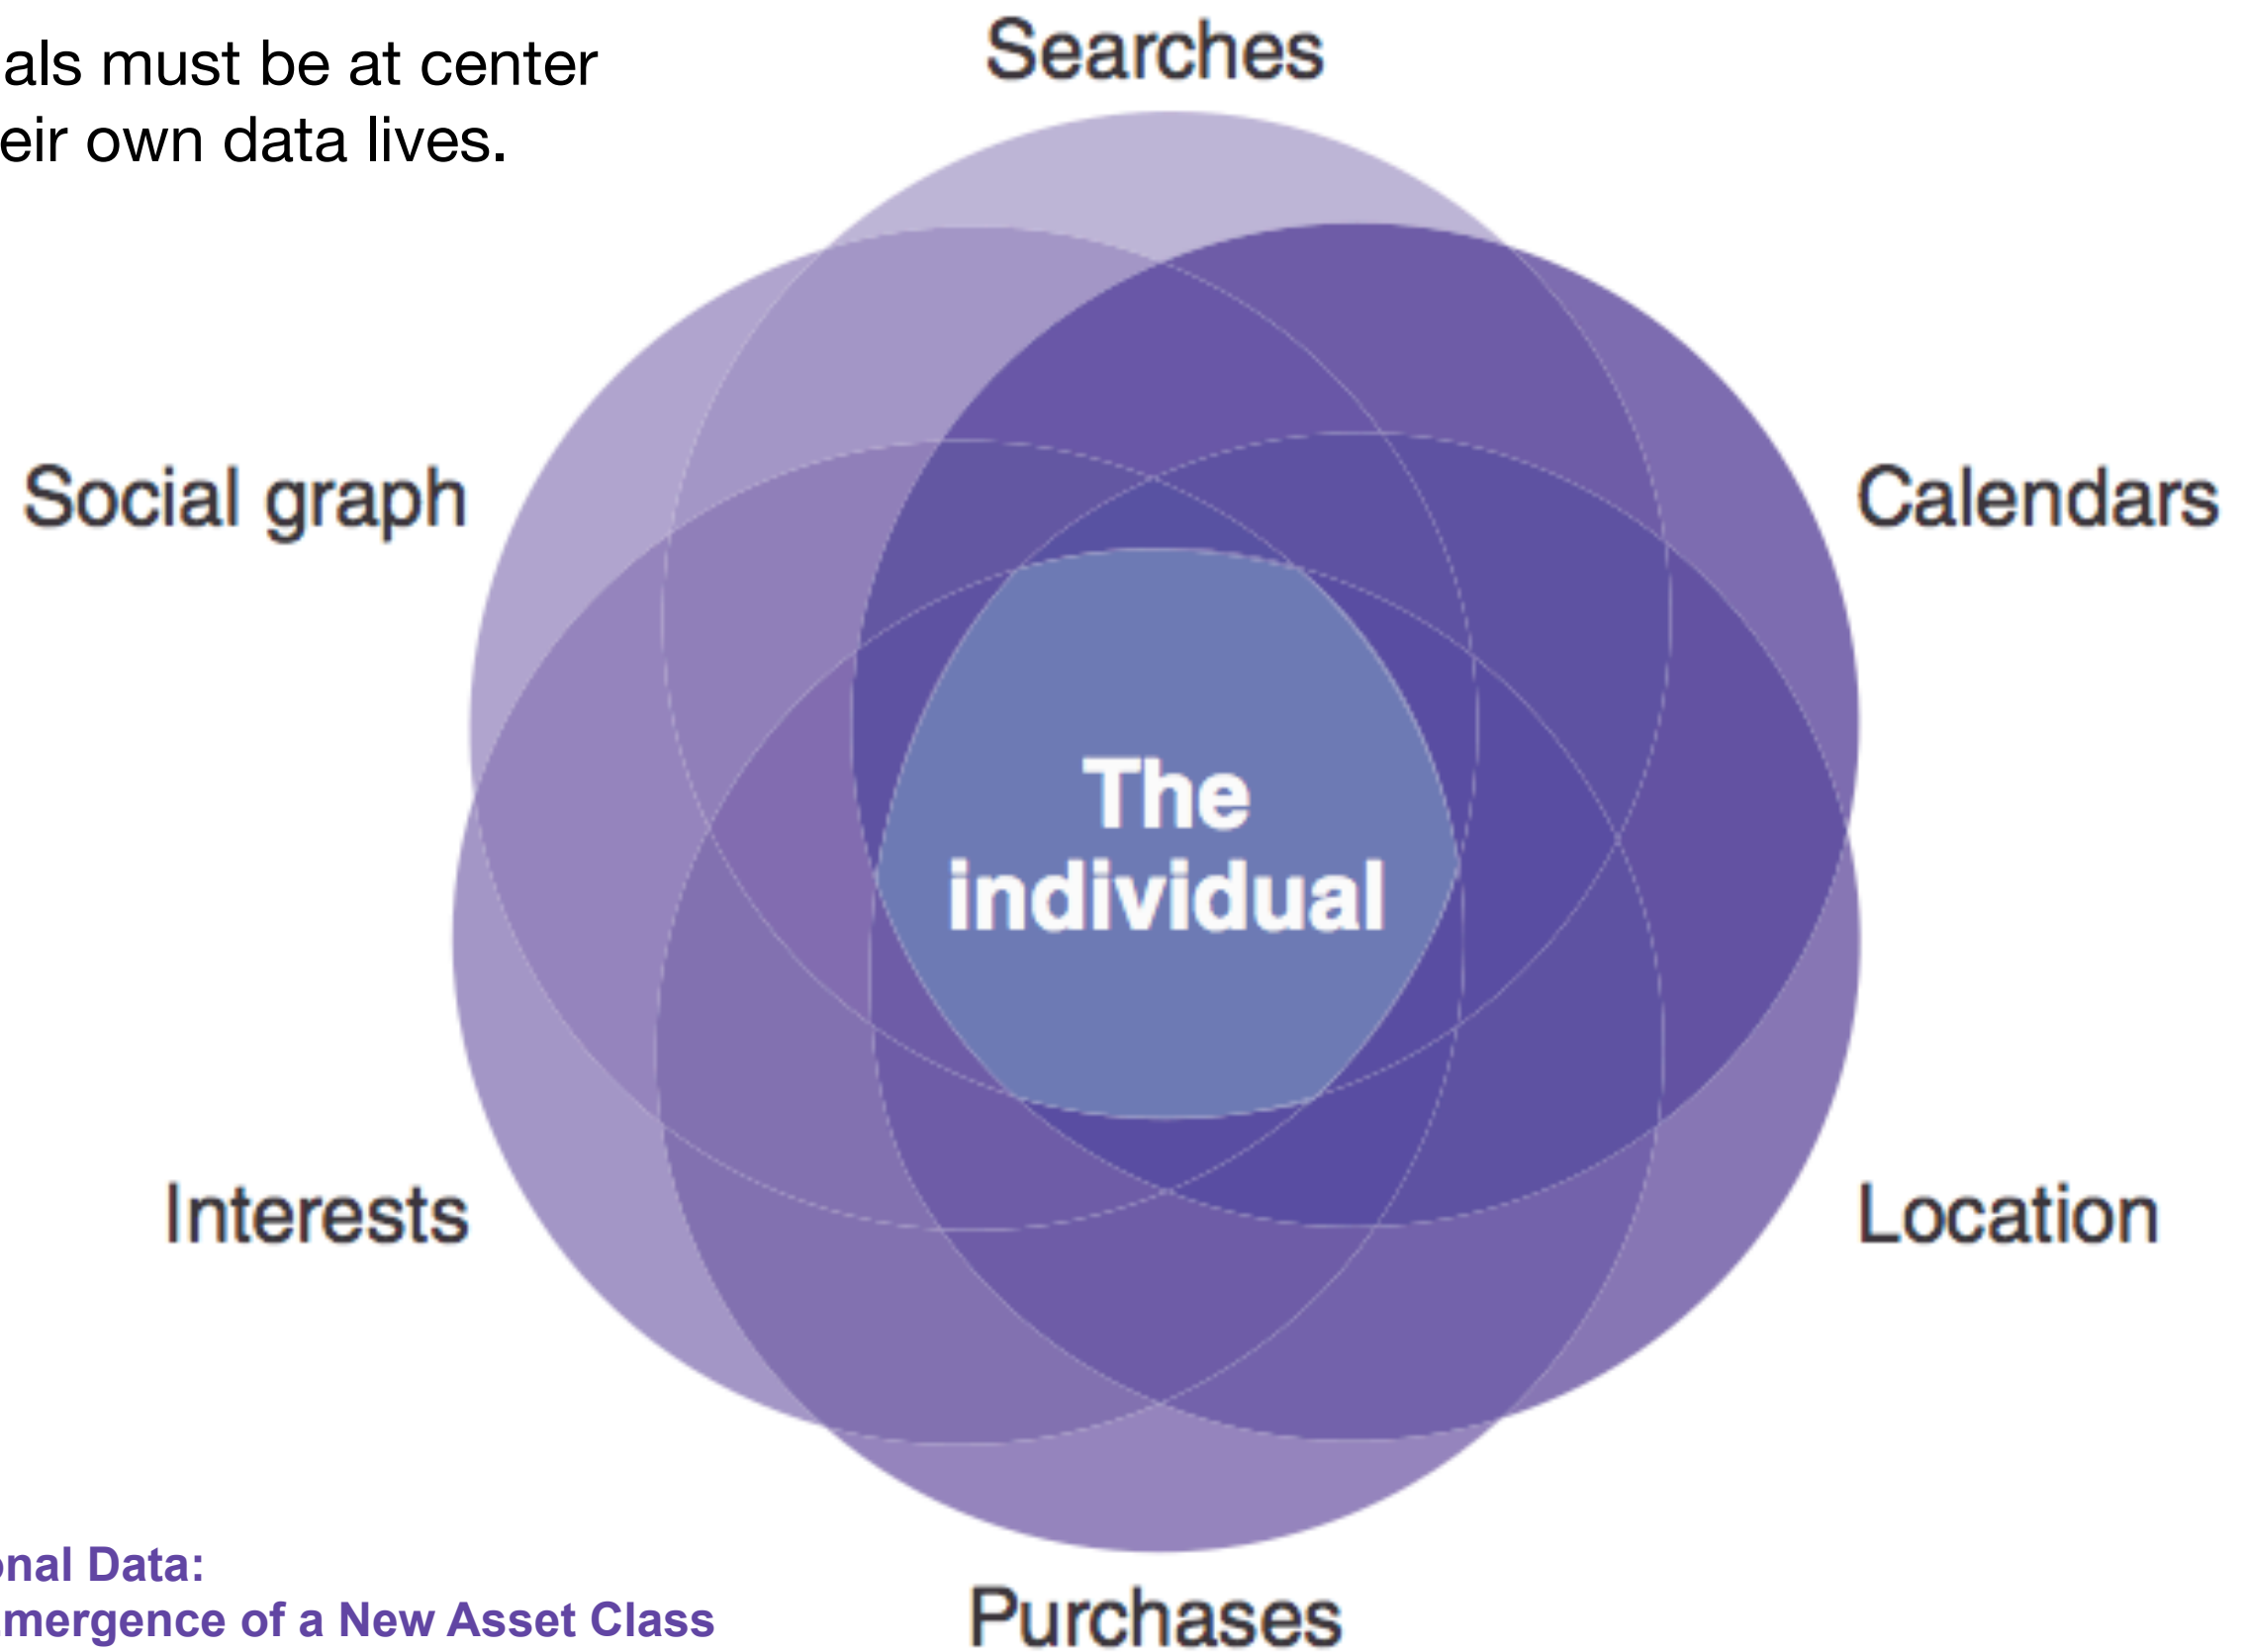 als must be at center
eir own data lives.
Searches
Social graph
Calendars
The
individual
Interests
Location
onal Data:
mergence of a New Asset Class
Purchases